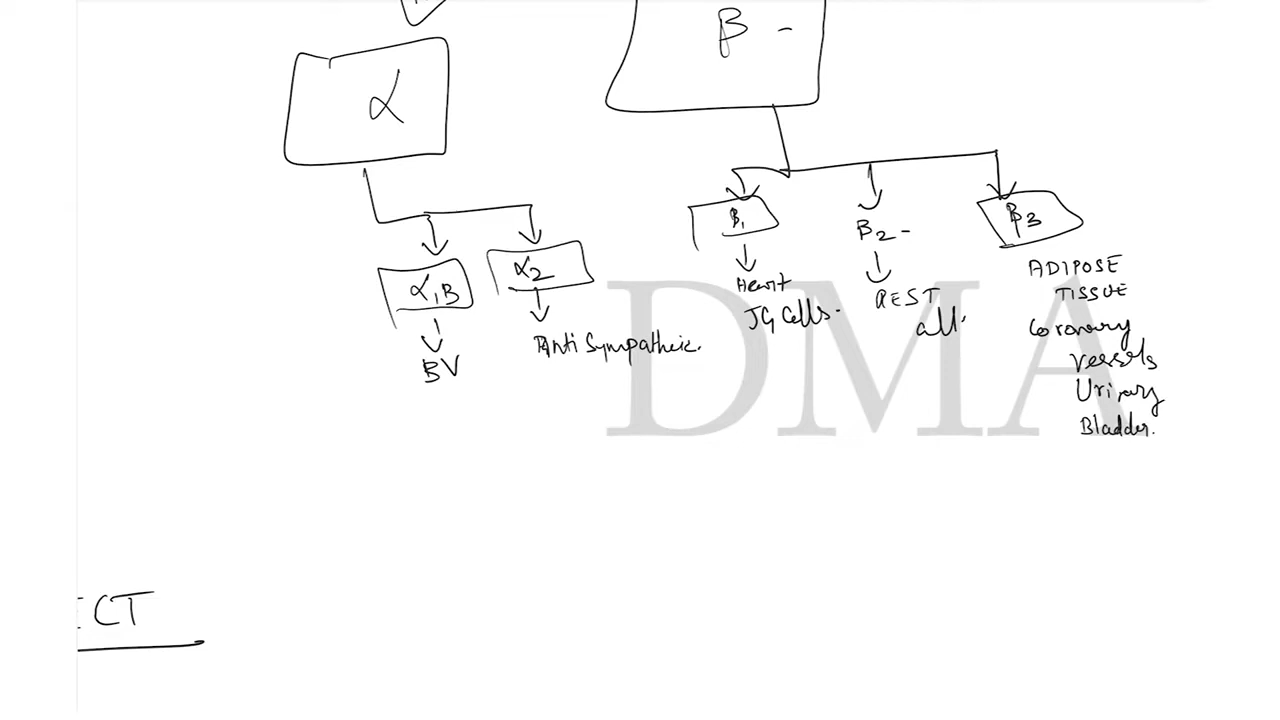 α
β -
α1B
BV
α2
Anti Sympathetic.
β1
Heart
JG Cells.
β2 -
REST
all.
β3
ADIPOSE
TISSUE
Coronary
vessels
Urinary
Bladder.
DMA
ECT